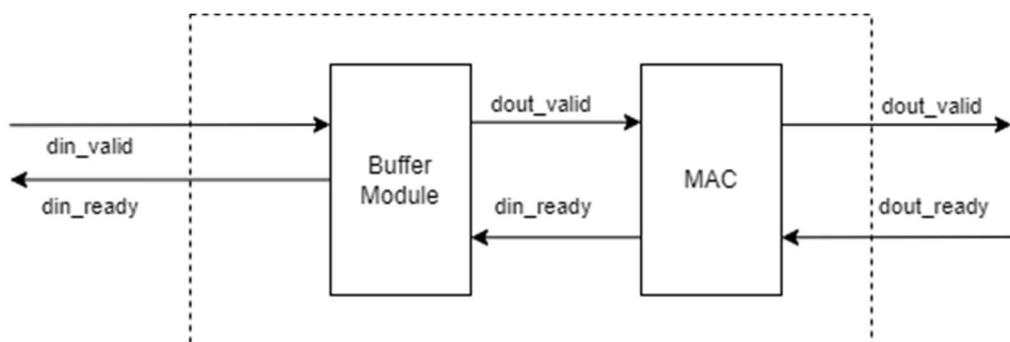 dout_valid
dout_valid
din_valid
Buffer
Module
MAC
din_ready
din_ready
dout_ready